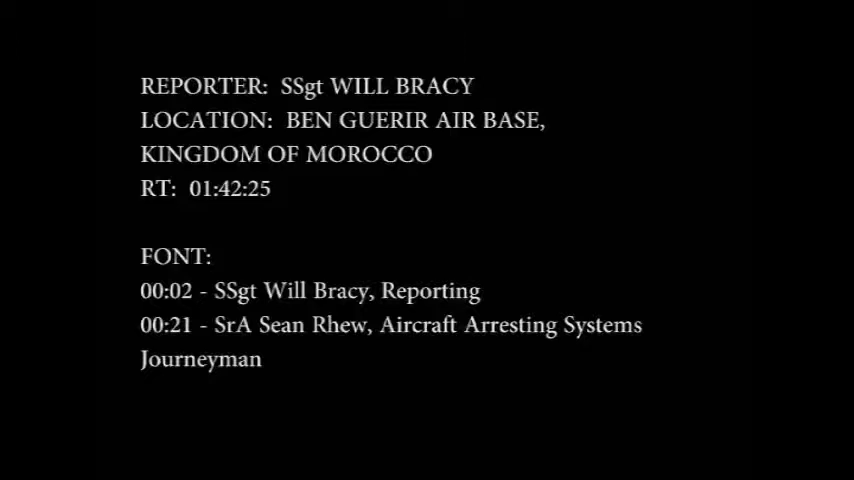 REPORTER:  SSgt WILL BRACY
LOCATION:  BEN GUERIR AIR BASE,
KINGDOM OF MOROCCO
RT:  01:42:25
FONT:
00:02 - SSgt Will Bracy, Reporting
00:21 - SrA Sean Rhew, Aircraft Arresting Systems
Journeyman